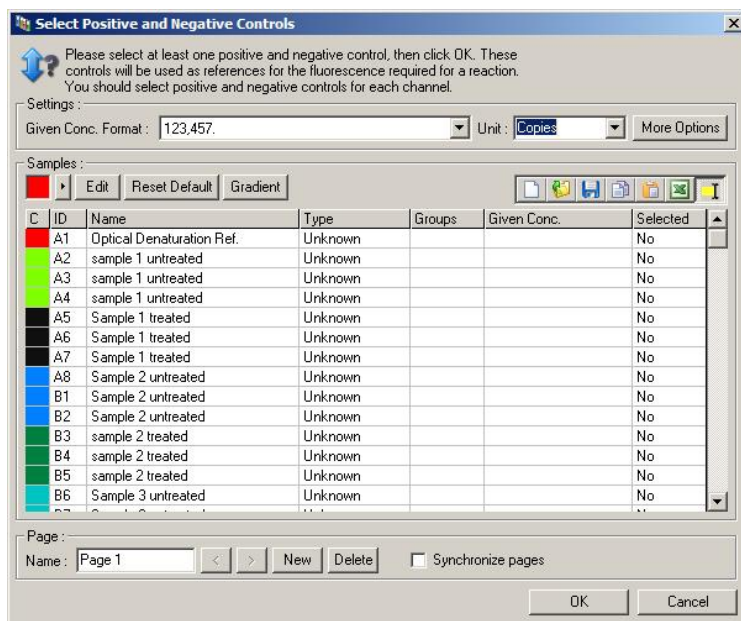 Select Positive and Negative Controls
Please select at least one positive and negative control, then click OK. These
controls will be used as references for the fluorescence required for a reaction.
You should select positive and negative controls for each channel.
Settings :
Given Conc. Format : 123,457. Unit : Copies More Options
Samples :
Edit Reset Default Gradient
C ID Name Type Groups Given Conc. Selected
A1 Optical Denaturation Ref. Unknown No
A2 sample 1 untreated Unknown No
A3 sample 1 untreated Unknown No
A4 sample 1 untreated Unknown No
A5 Sample 1 treated Unknown No
A6 Sample 1 treated Unknown No
A7 Sample 1 treated Unknown No
A8 Sample 2 untreated Unknown No
B1 Sample 2 untreated Unknown No
B2 Sample 2 untreated Unknown No
B3 sample 2 treated Unknown No
B4 sample 2 treated Unknown No
B5 sample 2 treated Unknown No
B6 Sample 3 untreated Unknown No
Page :
Name : Page 1 < > New Delete Synchronize pages
OK Cancel